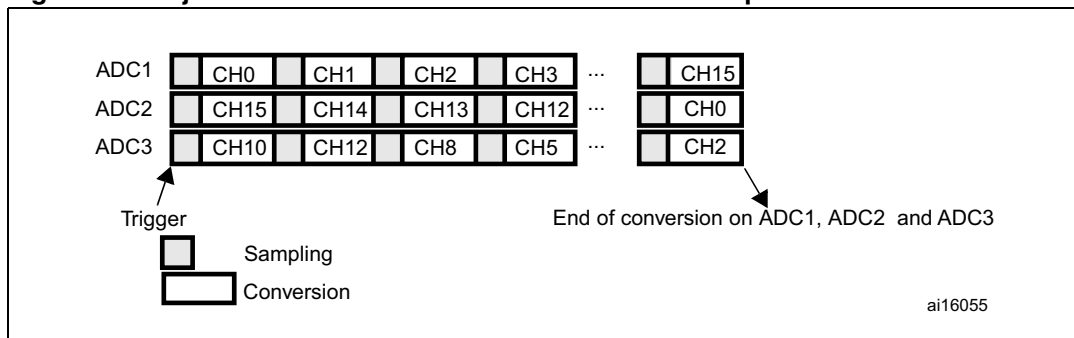 ADC1 CH0 CH1 CH2 CH3 ... CH15
ADC2 CH15 CH14 CH13 CH12 ... CH0
ADC3 CH10 CH12 CH8 CH5 ... CH2
Trigger
End of conversion on ADC1, ADC2 and ADC3
Sampling
Conversion
ai16055